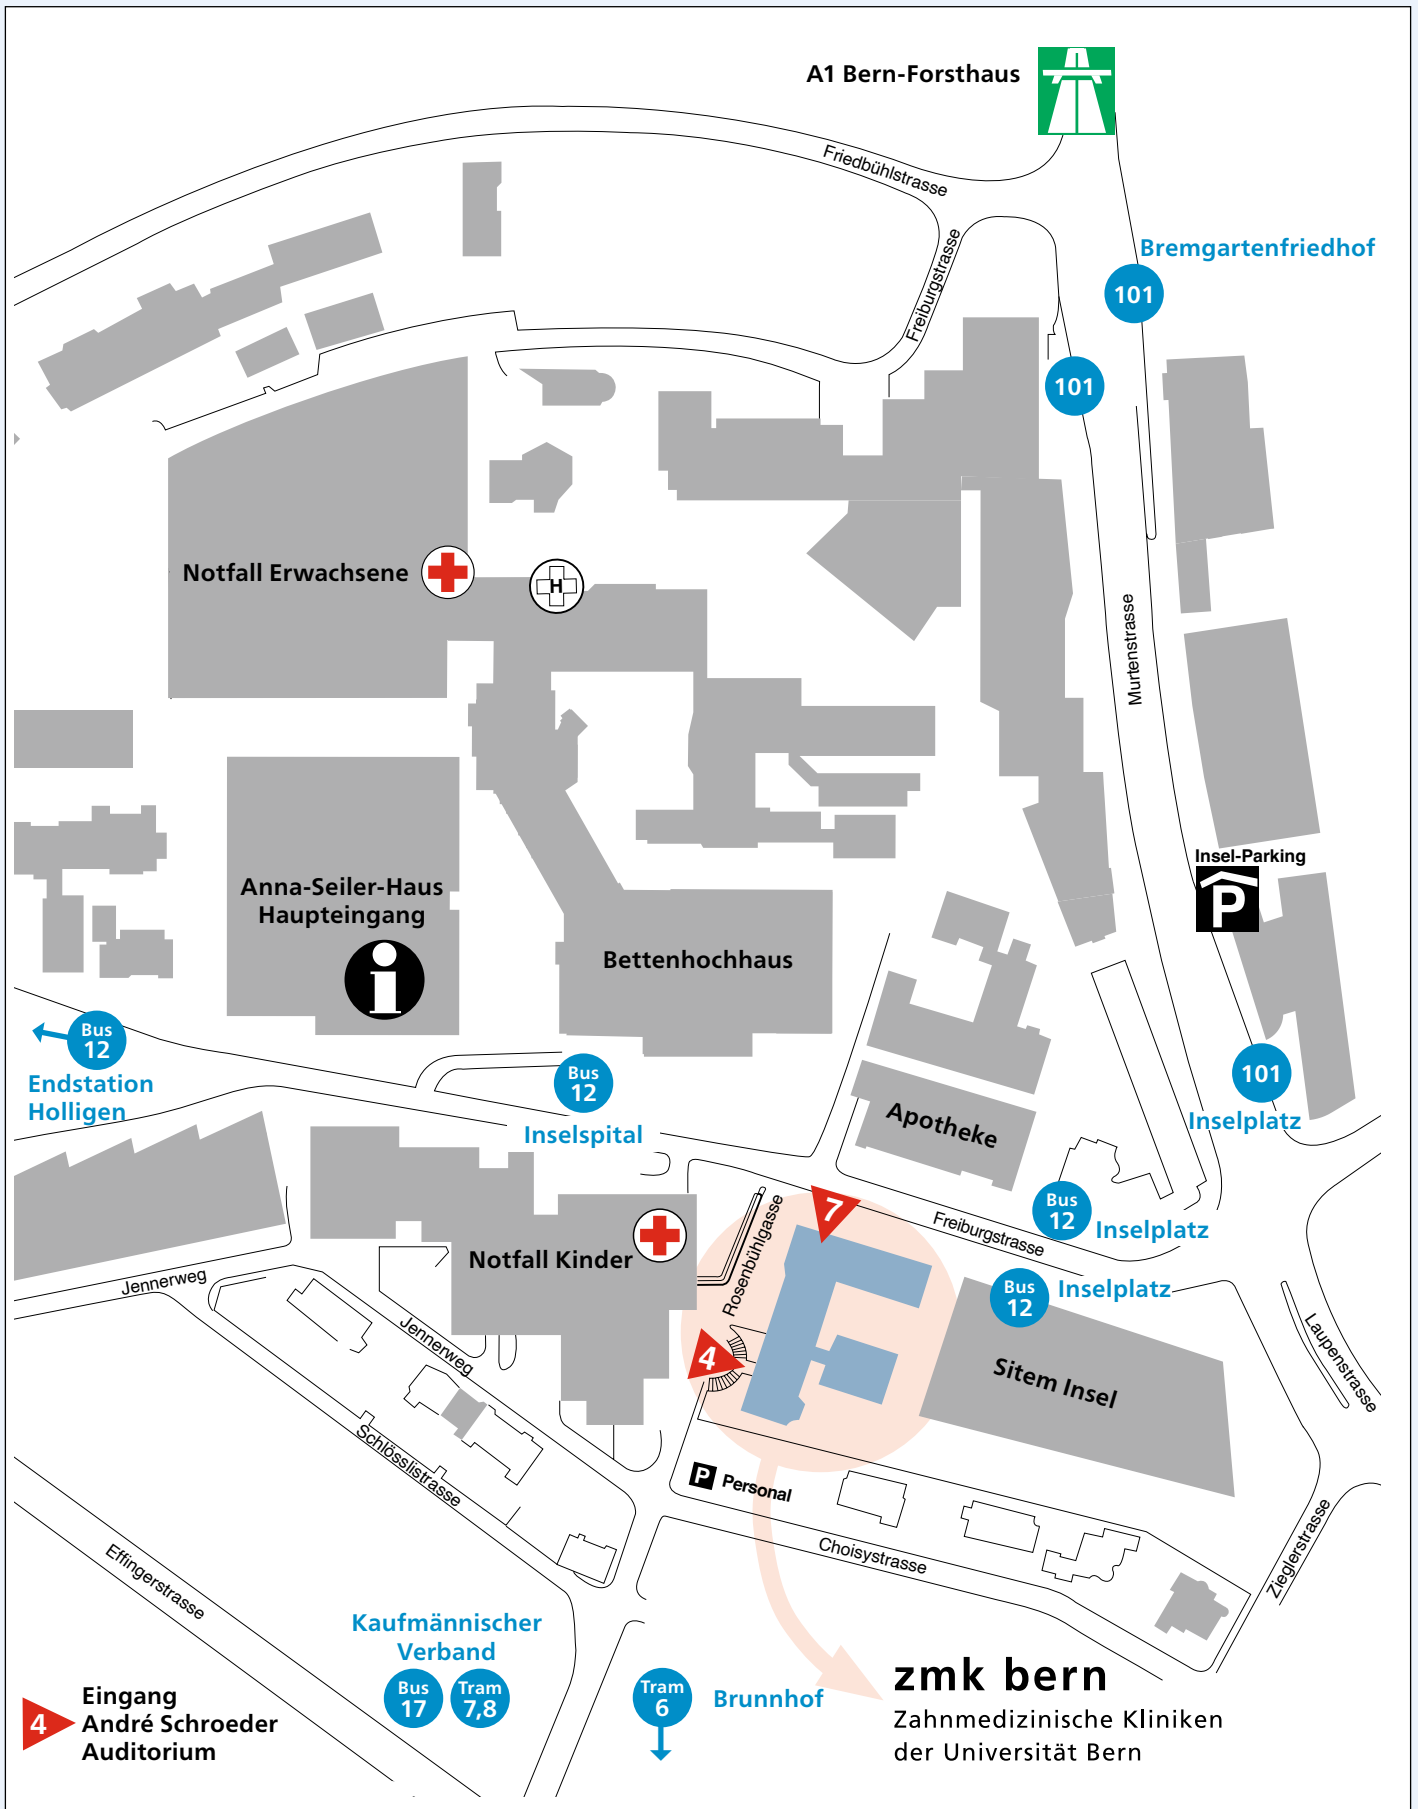 A1 Bern-Forsthaus
Friedbühlstrasse
Freiburgstrasse
Bremgartenfriedhof
101
101
Notfall Erwachsene
H
Murtenstrasse
Insel-Parking
P
Anna-Seiler-Haus
Haupteingang
i
Bettenhochhaus
Bus
12
Endstation
Holligen
Bus
12
Inselspital
Apotheke
101
Inselplatz
Bus
12
Inselplatz
Freiburgstrasse
7
Rosenbühlgasse
Notfall Kinder
Jennerweg
Bus
12
Inselplatz
Jennerweg
4
Sitem Insel
Laupenstrasse
Schlösslistrasse
P Personal
Choisystrasse
Zieglerstrasse
Effingerstrasse
Kaufmännischer
Verband
Bus
17
Tram
7,8
Tram
6
Brunnhof
zmk bern
Zahnmedizinische Kliniken
der Universität Bern
4
Eingang
André Schroeder
Auditorium